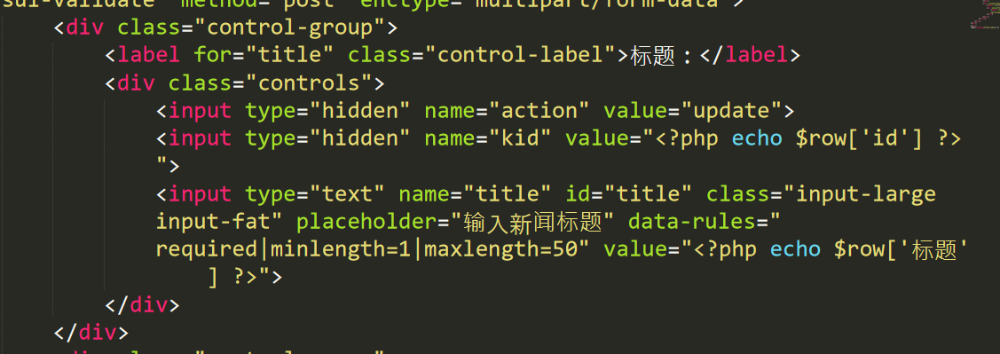 sui-validate" method="post" enctype="multipart/form-data">
<div class="control-group">
<label for="title" class="control-label">标题：</label>
<div class="controls">
<input type="hidden" name="action" value="update">
<input type="hidden" name="kid" value="<?php echo $row['id'] ?>
">
<input type="text" name="title" id="title" class="input-large
input-fat" placeholder="输入新闻标题" data-rules="
required|minlength=1|maxlength=50" value="<?php echo $row['标题'
] ?>">
</div>
</div>